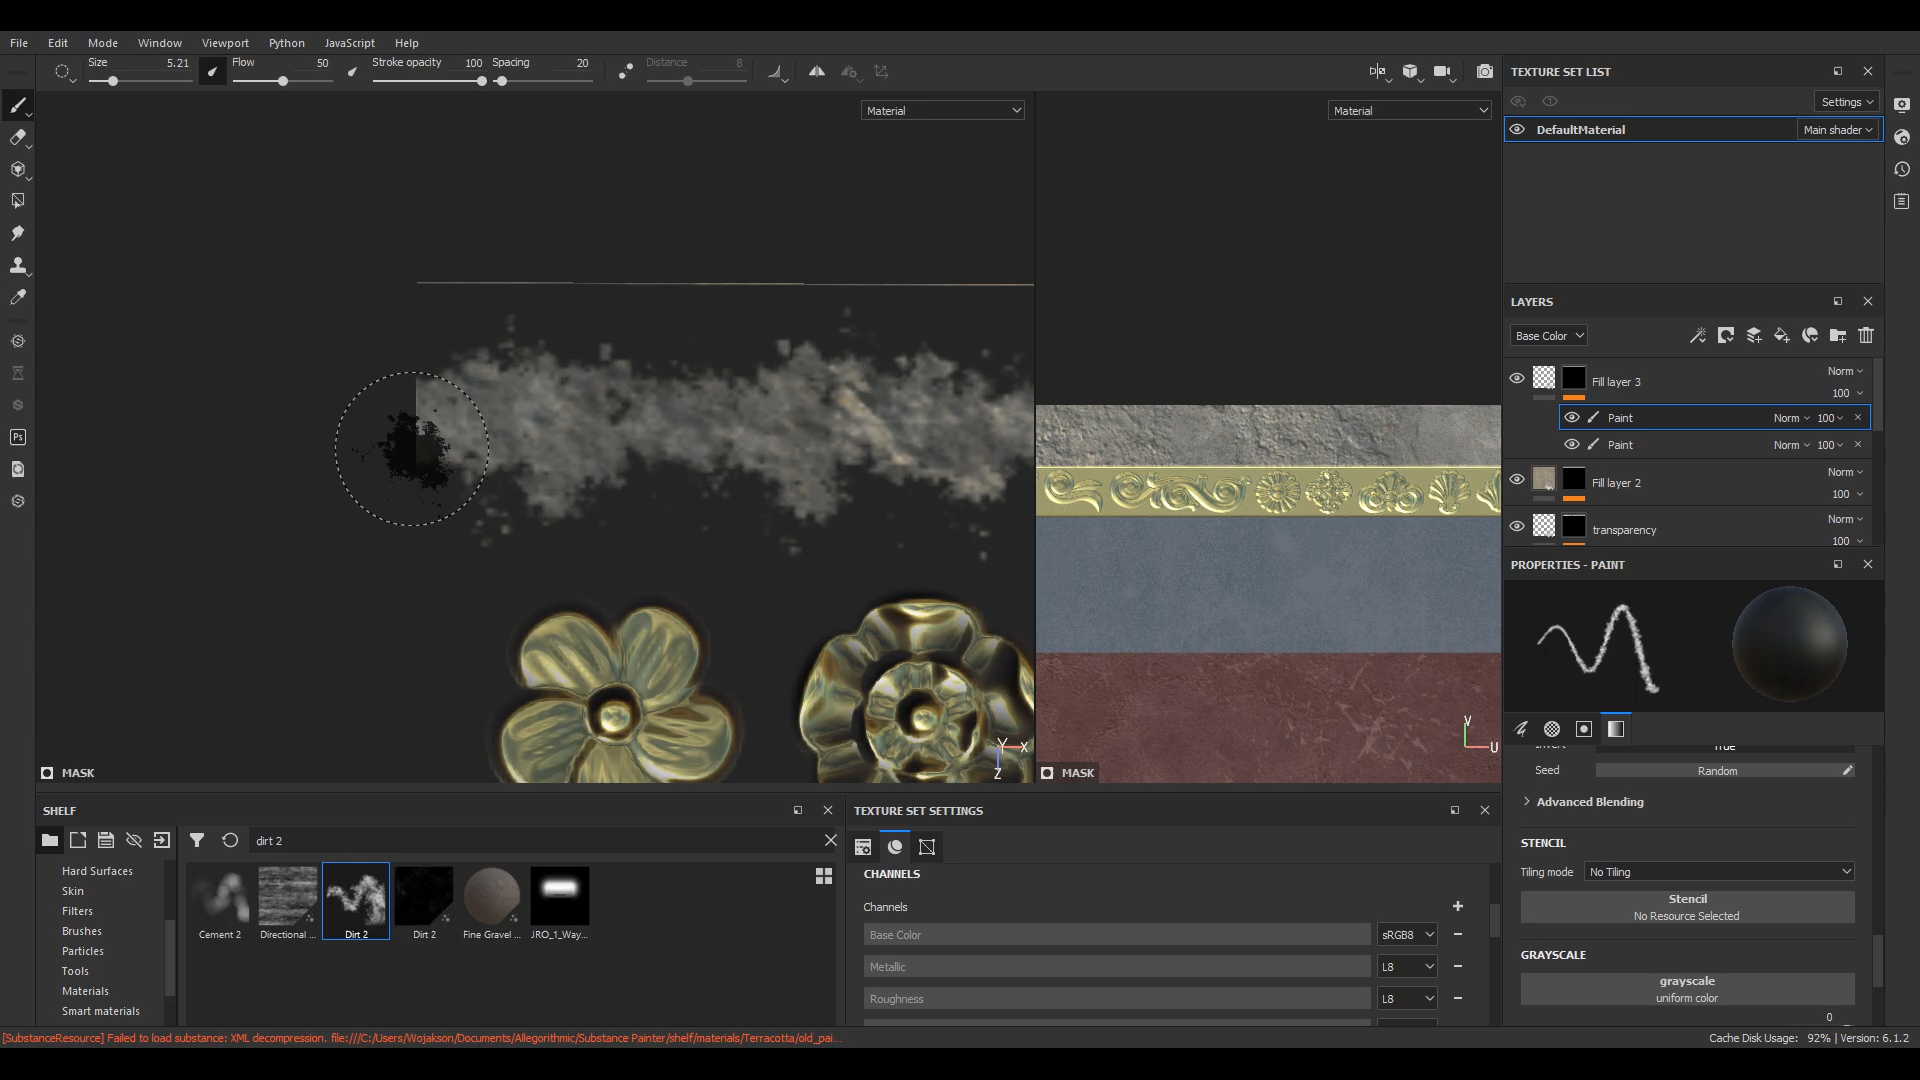 File Edit Mode Window Viewport Python JavaScript Help
Size 5.21 Flow 50 Stroke opacity 100 Spacing 20 Distance 8
Material
Material
MASK
MASK
Y X
Z
V
U
TEXTURE SET LIST
Settings
DefaultMaterial Main shader
LAYERS
Base Color
Fill layer 3 Norm
100
Paint Norm 100
Paint Norm 100
Fill layer 2 Norm
100
transparency Norm
100
PROPERTIES - PAINT
Invert True
Seed Random
Advanced Blending
STENCIL
Tiling mode No Tiling
Stencil
No Resource Selected
GRAYSCALE
grayscale
uniform color
0
SHELF
dirt 2
Hard Surfaces
Skin
Filters
Brushes
Particles
Tools
Materials
Smart materials
Cement 2 Directional ... Dirt 2 Dirt 2 Fine Gravel ... JRO_1_Way...
TEXTURE SET SETTINGS
CHANNELS
Channels
Base Color sRGB8
Metallic L8
Roughness L8
Ps
[SubstanceResource] Failed to load substance: XML decompression. file:///C:/Users/Wojakson/Documents/Allegorithmic/Substance Painter/shelf/materials/Terracotta/old_pai...
Cache Disk Usage: 92% | Version: 6.1.2